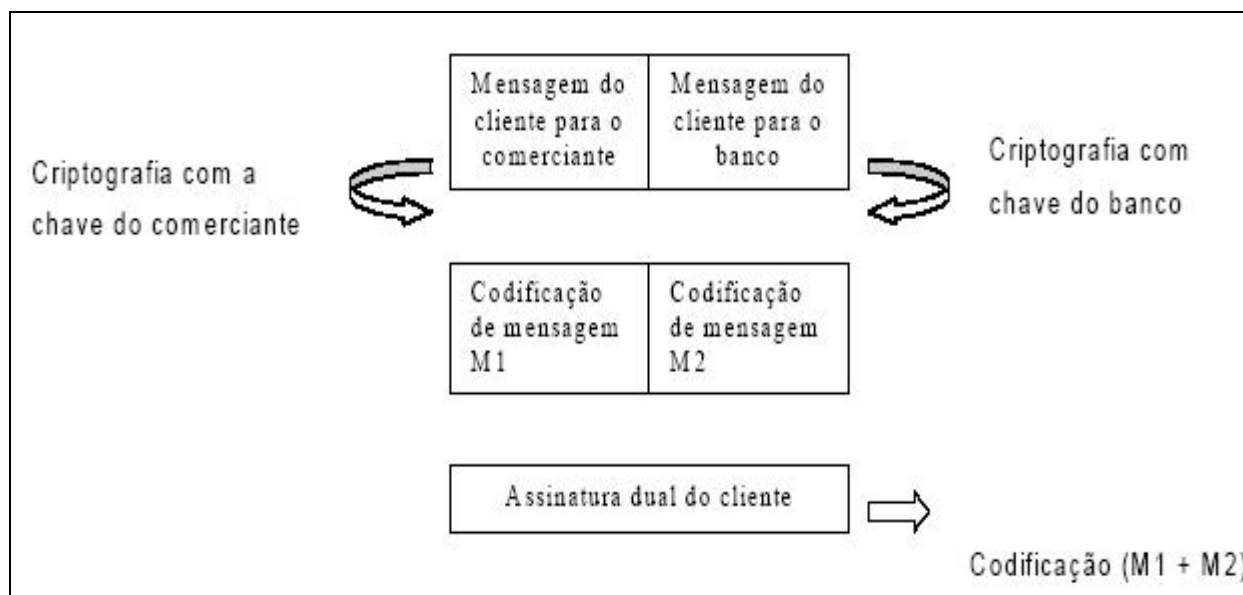 Mensagem do
cliente para o
comerciante
Mensagem do
cliente para o
banco
Criptografia com a
chave do comerciante
Criptografia com
chave do banco
Codificação
de mensagem
M1
Codificação
de mensagem
M2
Assinatura dual do cliente
Codificação (M1 + M2)